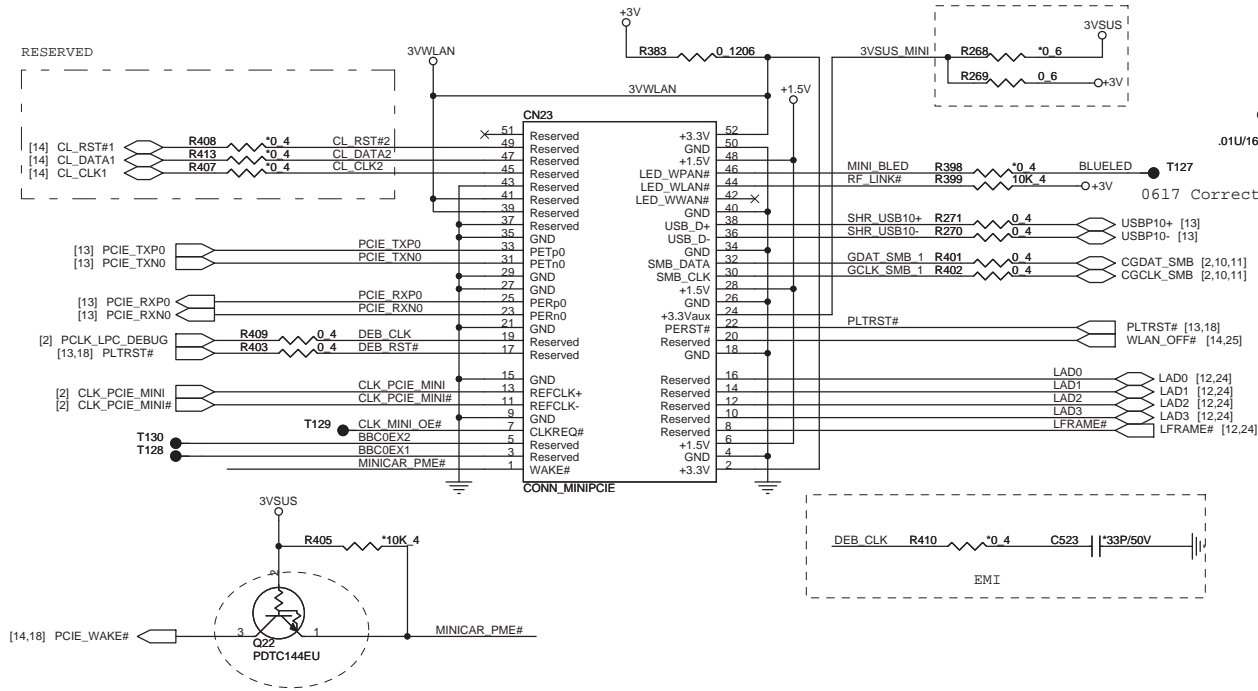 +3V
R383 0_1206
3VWLAN
3VWLAN
+1.5V
3VSUS
3VSUS_MINI
R268 *0_6
R269 0_6
+3V
.01U/16
RESERVED
[14] CL_RST#1 R408 *0_4 CL_RST#2
[14] CL_DATA1 R413 *0_4 CL_DATA2
[14] CL_CLK1 R407 *0_4 CL_CLK2
[13] PCIE_TXP0 PCIE_TXP0
[13] PCIE_TXN0 PCIE_TXN0
[13] PCIE_RXP0 PCIE_RXP0
[13] PCIE_RXN0 PCIE_RXN0
[2] PCLK_LPC_DEBUG R409 0_4 DEB_CLK
[13,18] PLTRST# R403 0_4 DEB_RST#
[2] CLK_PCIE_MINI CLK_PCIE_MINI
[2] CLK_PCIE_MINI# CLK_PCIE_MINI#
T129 CLK_MINI_OE#
T130 BBC0EX2
T128 BBC0EX1
MINICAR_PME#
CN23
51 Reserved
49 Reserved
47 Reserved
45 Reserved
43 Reserved
41 Reserved
39 Reserved
37 Reserved
35 GND
33 PETp0
31 PETn0
29 GND
27 GND
25 PERp0
23 PERn0
21 GND
19 Reserved
17 Reserved
15 GND
13 REFCLK+
11 REFCLK-
9 GND
7 CLKREQ#
5 Reserved
3 Reserved
1 WAKE#
+3.3V 52
GND 50
+1.5V 48
LED_WPAN# 46
LED_WLAN# 44
LED_WWAN# 42
GND 40
USB_D+ 38
USB_D- 36
GND 34
SMB_DATA 32
SMB_CLK 30
+1.5V 28
GND 26
+3.3Vaux 24
PERST# 22
Reserved 20
GND 18
Reserved 16
Reserved 14
Reserved 12
Reserved 10
Reserved 8
+1.5V 6
GND 4
+3.3V 2
CONN_MINIPCIE
MINI_BLED R398 *0_4 BLUELED T127
RF_LINK# R399 10K_4 +3V
0617 Correct
SHR_USB10+ R271 0_4 USBP10+ [13]
SHR_USB10- R270 0_4 USBP10- [13]
GDAT_SMB_1 R401 0_4 CGDAT_SMB [2,10,11]
GCLK_SMB_1 R402 0_4 CGCLK_SMB [2,10,11]
PLTRST# PLTRST# [13,18]
WLAN_OFF# [14,25]
LAD0 LAD0 [12,24]
LAD1 LAD1 [12,24]
LAD2 LAD2 [12,24]
LAD3 LAD3 [12,24]
LFRAME# LFRAME# [12,24]
3VSUS
R405 *10K_4
2
[14,18] PCIE_WAKE# 3 1 MINICAR_PME#
Q22
PDTC144EU
DEB_CLK R410 *0_4 C523 *33P/50V
EMI